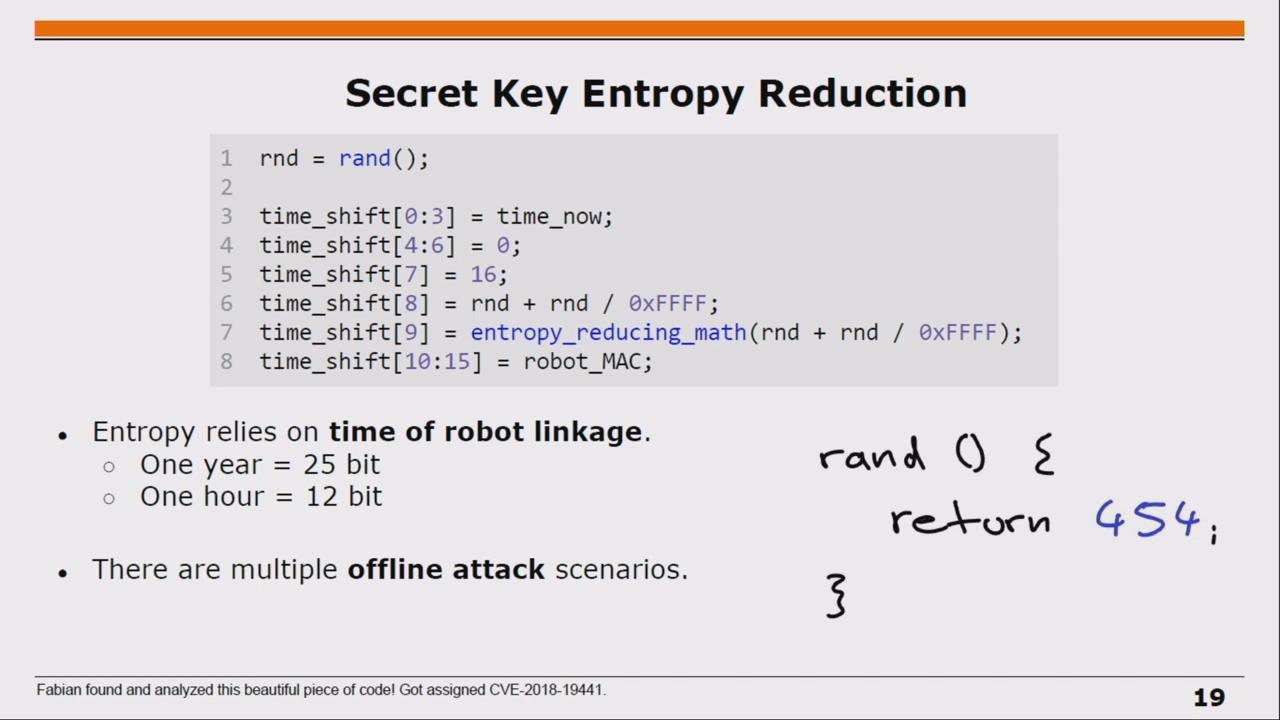 Secret Key Entropy Reduction
1 rnd = rand();
2
3 time_shift[0:3] = time_now;
4 time_shift[4:6] = 0;
5 time_shift[7] = 16;
6 time_shift[8] = rnd + rnd / 0xFFFF;
7 time_shift[9] = entropy_reducing_math(rnd + rnd / 0xFFFF);
8 time_shift[10:15] = robot_MAC;
• Entropy relies on time of robot linkage.
○ One year = 25 bit
○ One hour = 12 bit
• There are multiple offline attack scenarios.
rand () {
return 454;
}
Fabian found and analyzed this beautiful piece of code! Got assigned CVE-2018-19441.
19